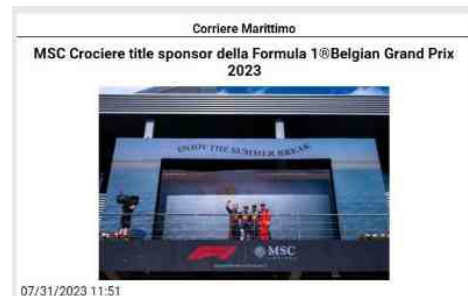 Corriere Marittimo
MSC Crociere title sponsor della Formula 1®Belgian Grand Prix
2023
ENJOY THE SUMMER BREAK
MSC
07/31/2023 11:51